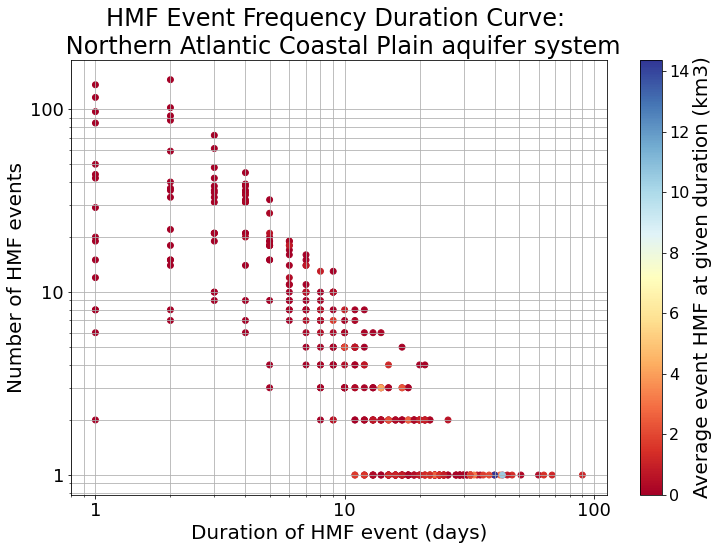 HMF Event Frequency Duration Curve:
Northern Atlantic Coastal Plain aquifer system
100
10
1
Number of HMF events
1
10
100
Duration of HMF event (days)
14
12
10
8
6
4
2
0
Average event HMF at given duration (km3)